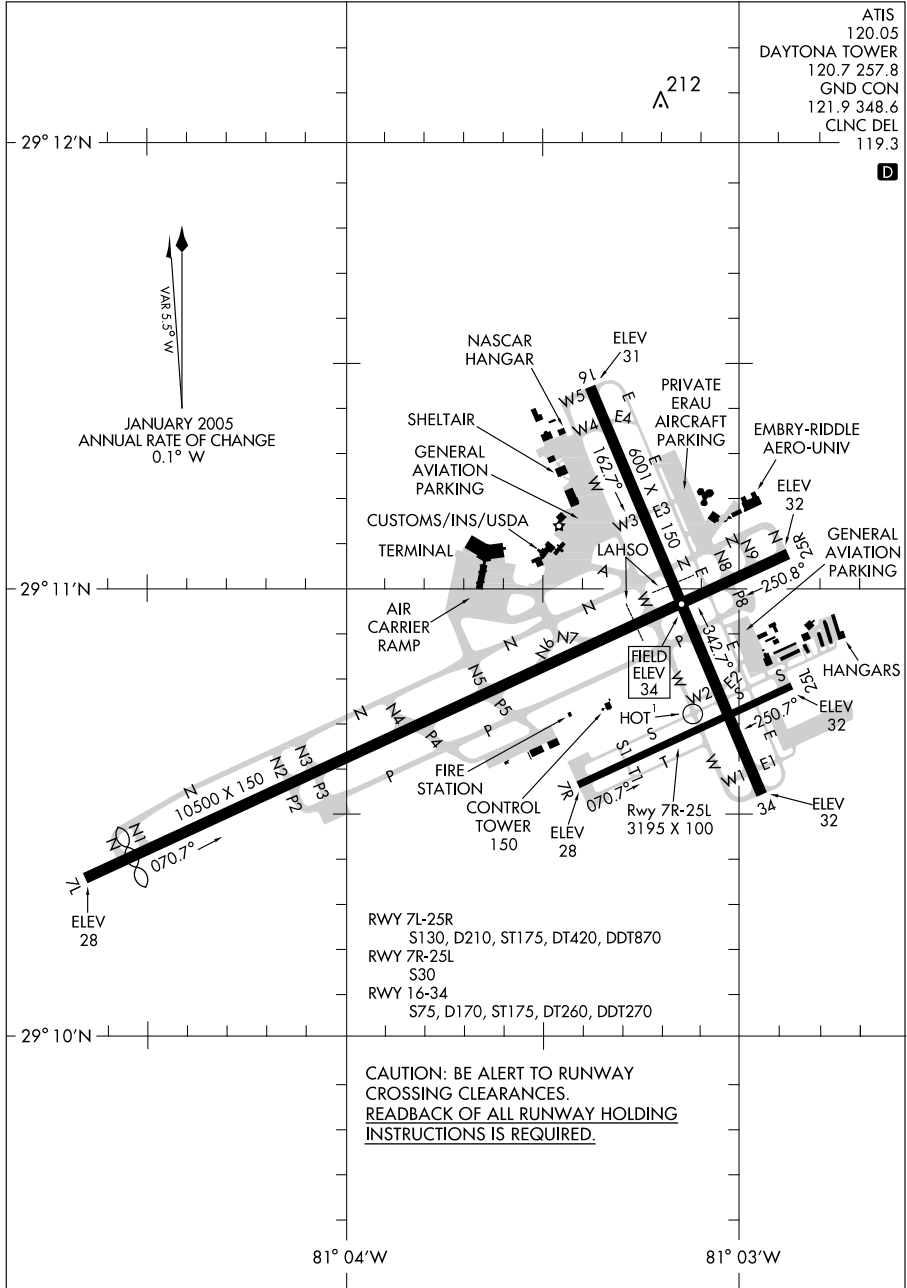 ATIS
120.05
DAYTONA TOWER
120.7 257.8
GND CON
121.9 348.6
CLNC DEL
119.3
D
212
29° 12'N
VAR 5.5° W
JANUARY 2005
ANNUAL RATE OF CHANGE
0.1° W
NASCAR
HANGAR
ELEV
31
16
W5
E
SHELTAIR
W4
E4
PRIVATE
ERAU
AIRCRAFT
PARKING
EMBRY-RIDDLE
AERO-UNIV
GENERAL
AVIATION
PARKING
162.7°
6001 X 150
E
W
E3
W3
ELEV
32
CUSTOMS/INS/USDA
TERMINAL
LAHSO
N
N9
N
N8
25R
GENERAL
AVIATION
PARKING
29° 11'N
A
N
E
W
P8
250.8°
AIR
CARRIER
RAMP
N
N
N7
N6
P
342.7°
E
FIELD
ELEV
34
HANGARS
N5
W
W2
E2
S
S
25L
P5
HOT 1
ELEV
32
N
N4
P4
P
S
250.7°
E
FIRE
STATION
S1
T1
T
W
W1
E1
N3
N2
P
P3
P2
CONTROL
TOWER
150
7R
070.7°
34
ELEV
32
N
10500 X 150
ELEV
28
Rwy 7R-25L
3195 X 100
N
N1
070.7°
7L
ELEV
28
RWY 7L-25R
S130, D210, ST175, DT420, DDT870
RWY 7R-25L
S30
RWY 16-34
S75, D170, ST175, DT260, DDT270
29° 10'N
CAUTION: BE ALERT TO RUNWAY
CROSSING CLEARANCES.
READBACK OF ALL RUNWAY HOLDING
INSTRUCTIONS IS REQUIRED.
81° 04'W
81° 03'W